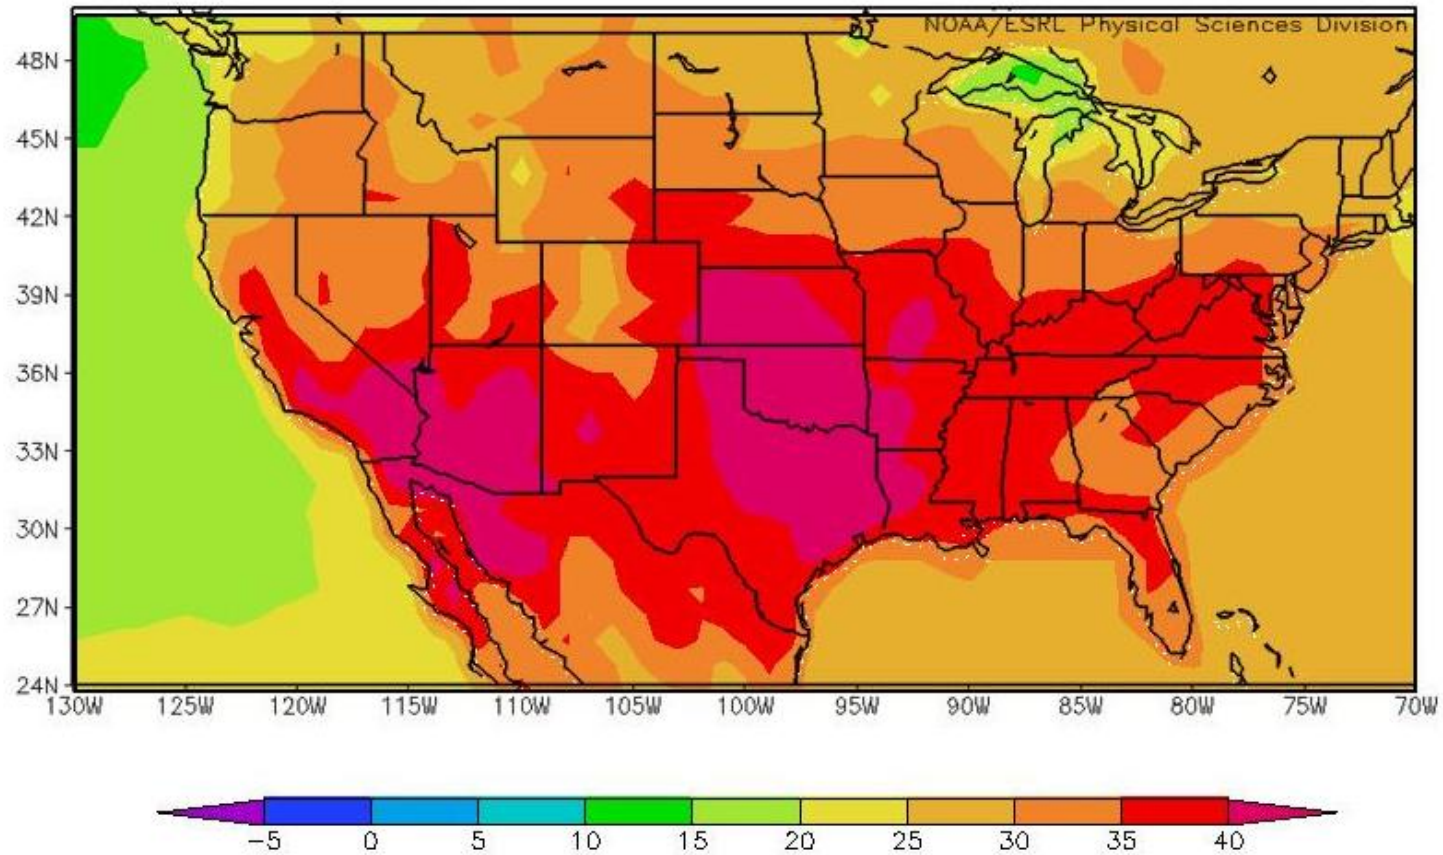 NOAA/ESRL Physical Sciences Division
48N
45N
42N
39N
36N
33N
30N
27N
24N
130W 125W 120W 115W 110W 105W 100W 95W 90W 85W 80W 75W 70W
-5 0 5 10 15 20 25 30 35 40